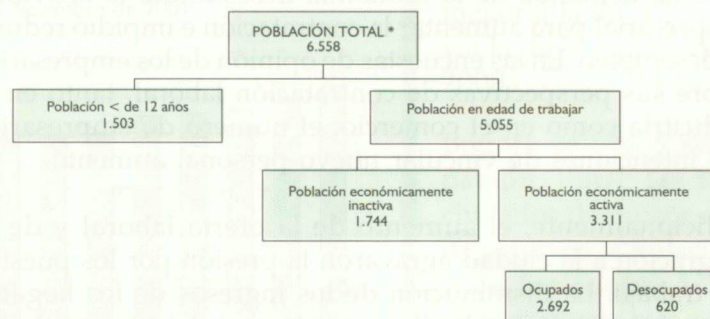 POBLACIÓN TOTAL*
6.558
Población < de 12 años
1.503
Población en edad de trabajar
5.055
Población económicamente
inactiva
1.744
Población económicamente
activa
3.311
Ocupados
2.692
Desocupados
620